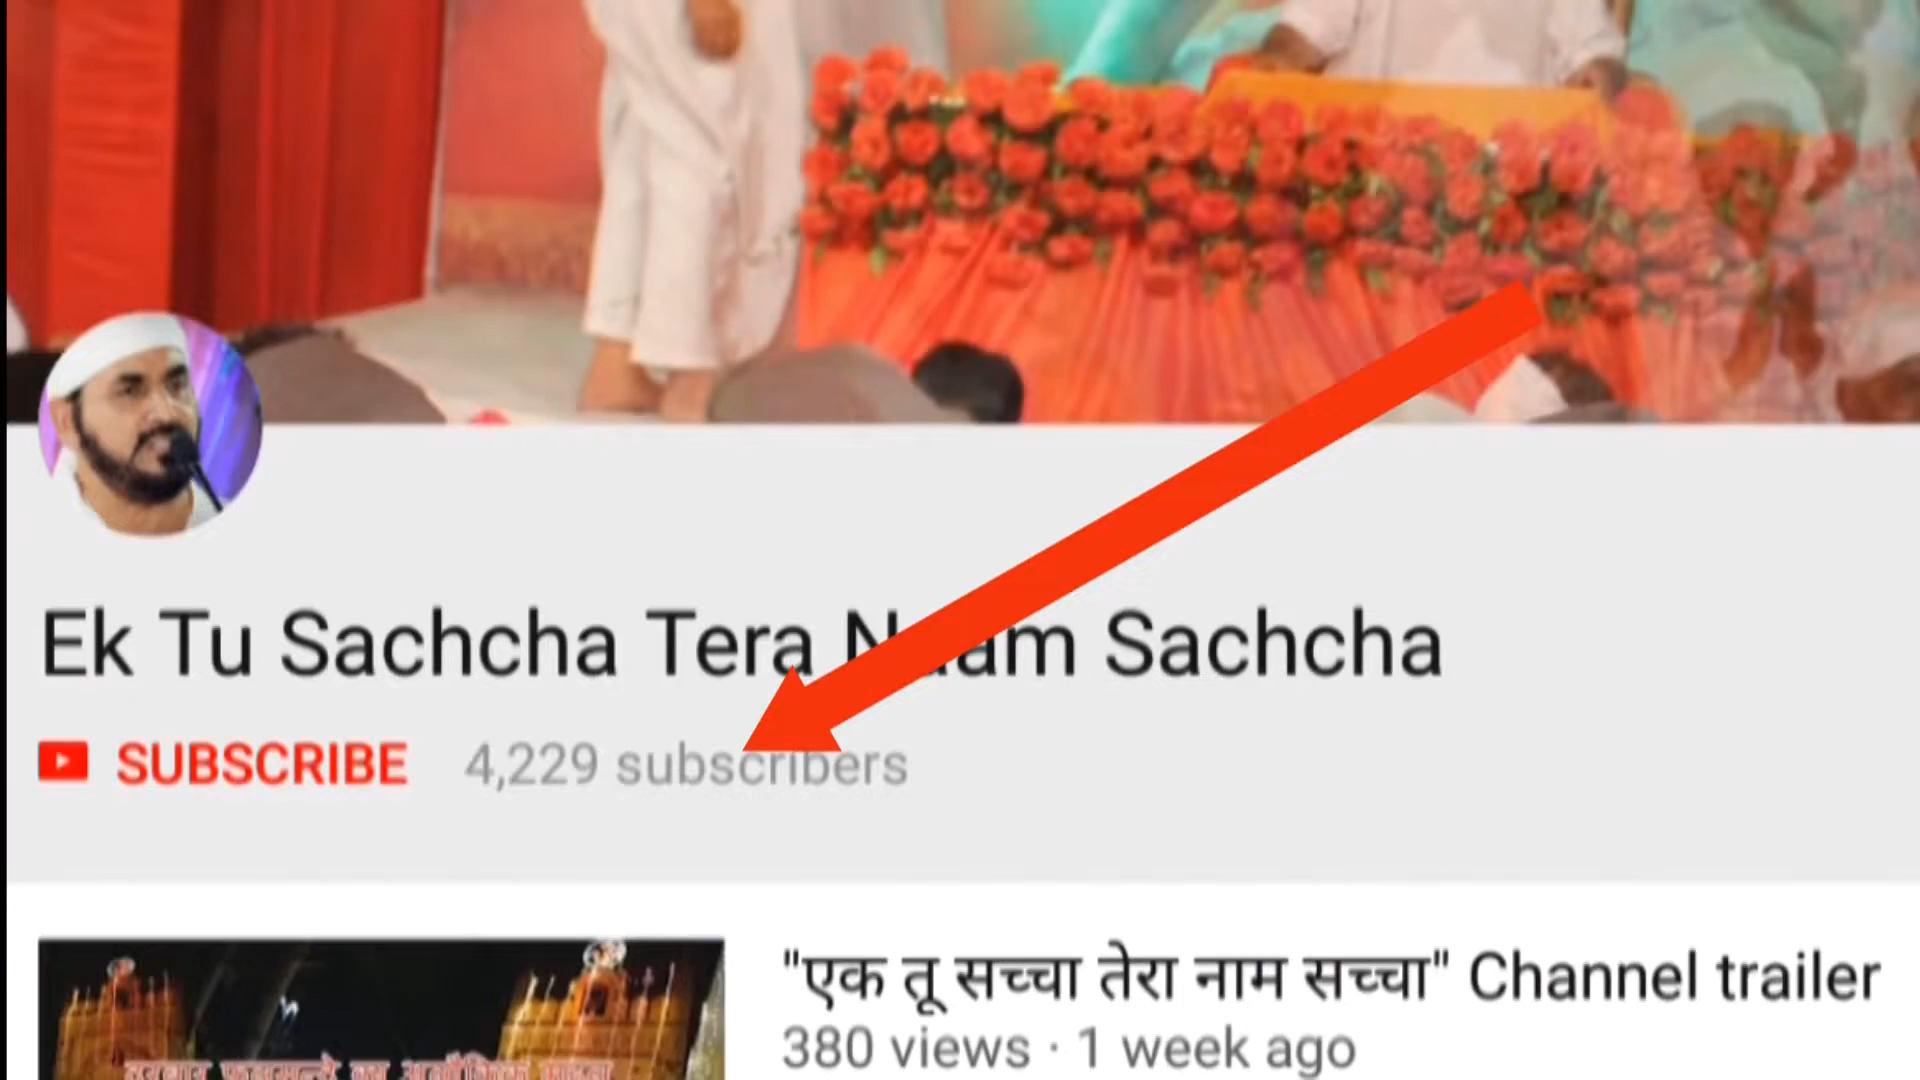 Ek Tu Sachcha Tera Naam Sachcha
SUBSCRIBE 4,229 subscribers
"एक तू सच्चा तेरा नाम सच्चा" Channel trailer
380 views · 1 week ago